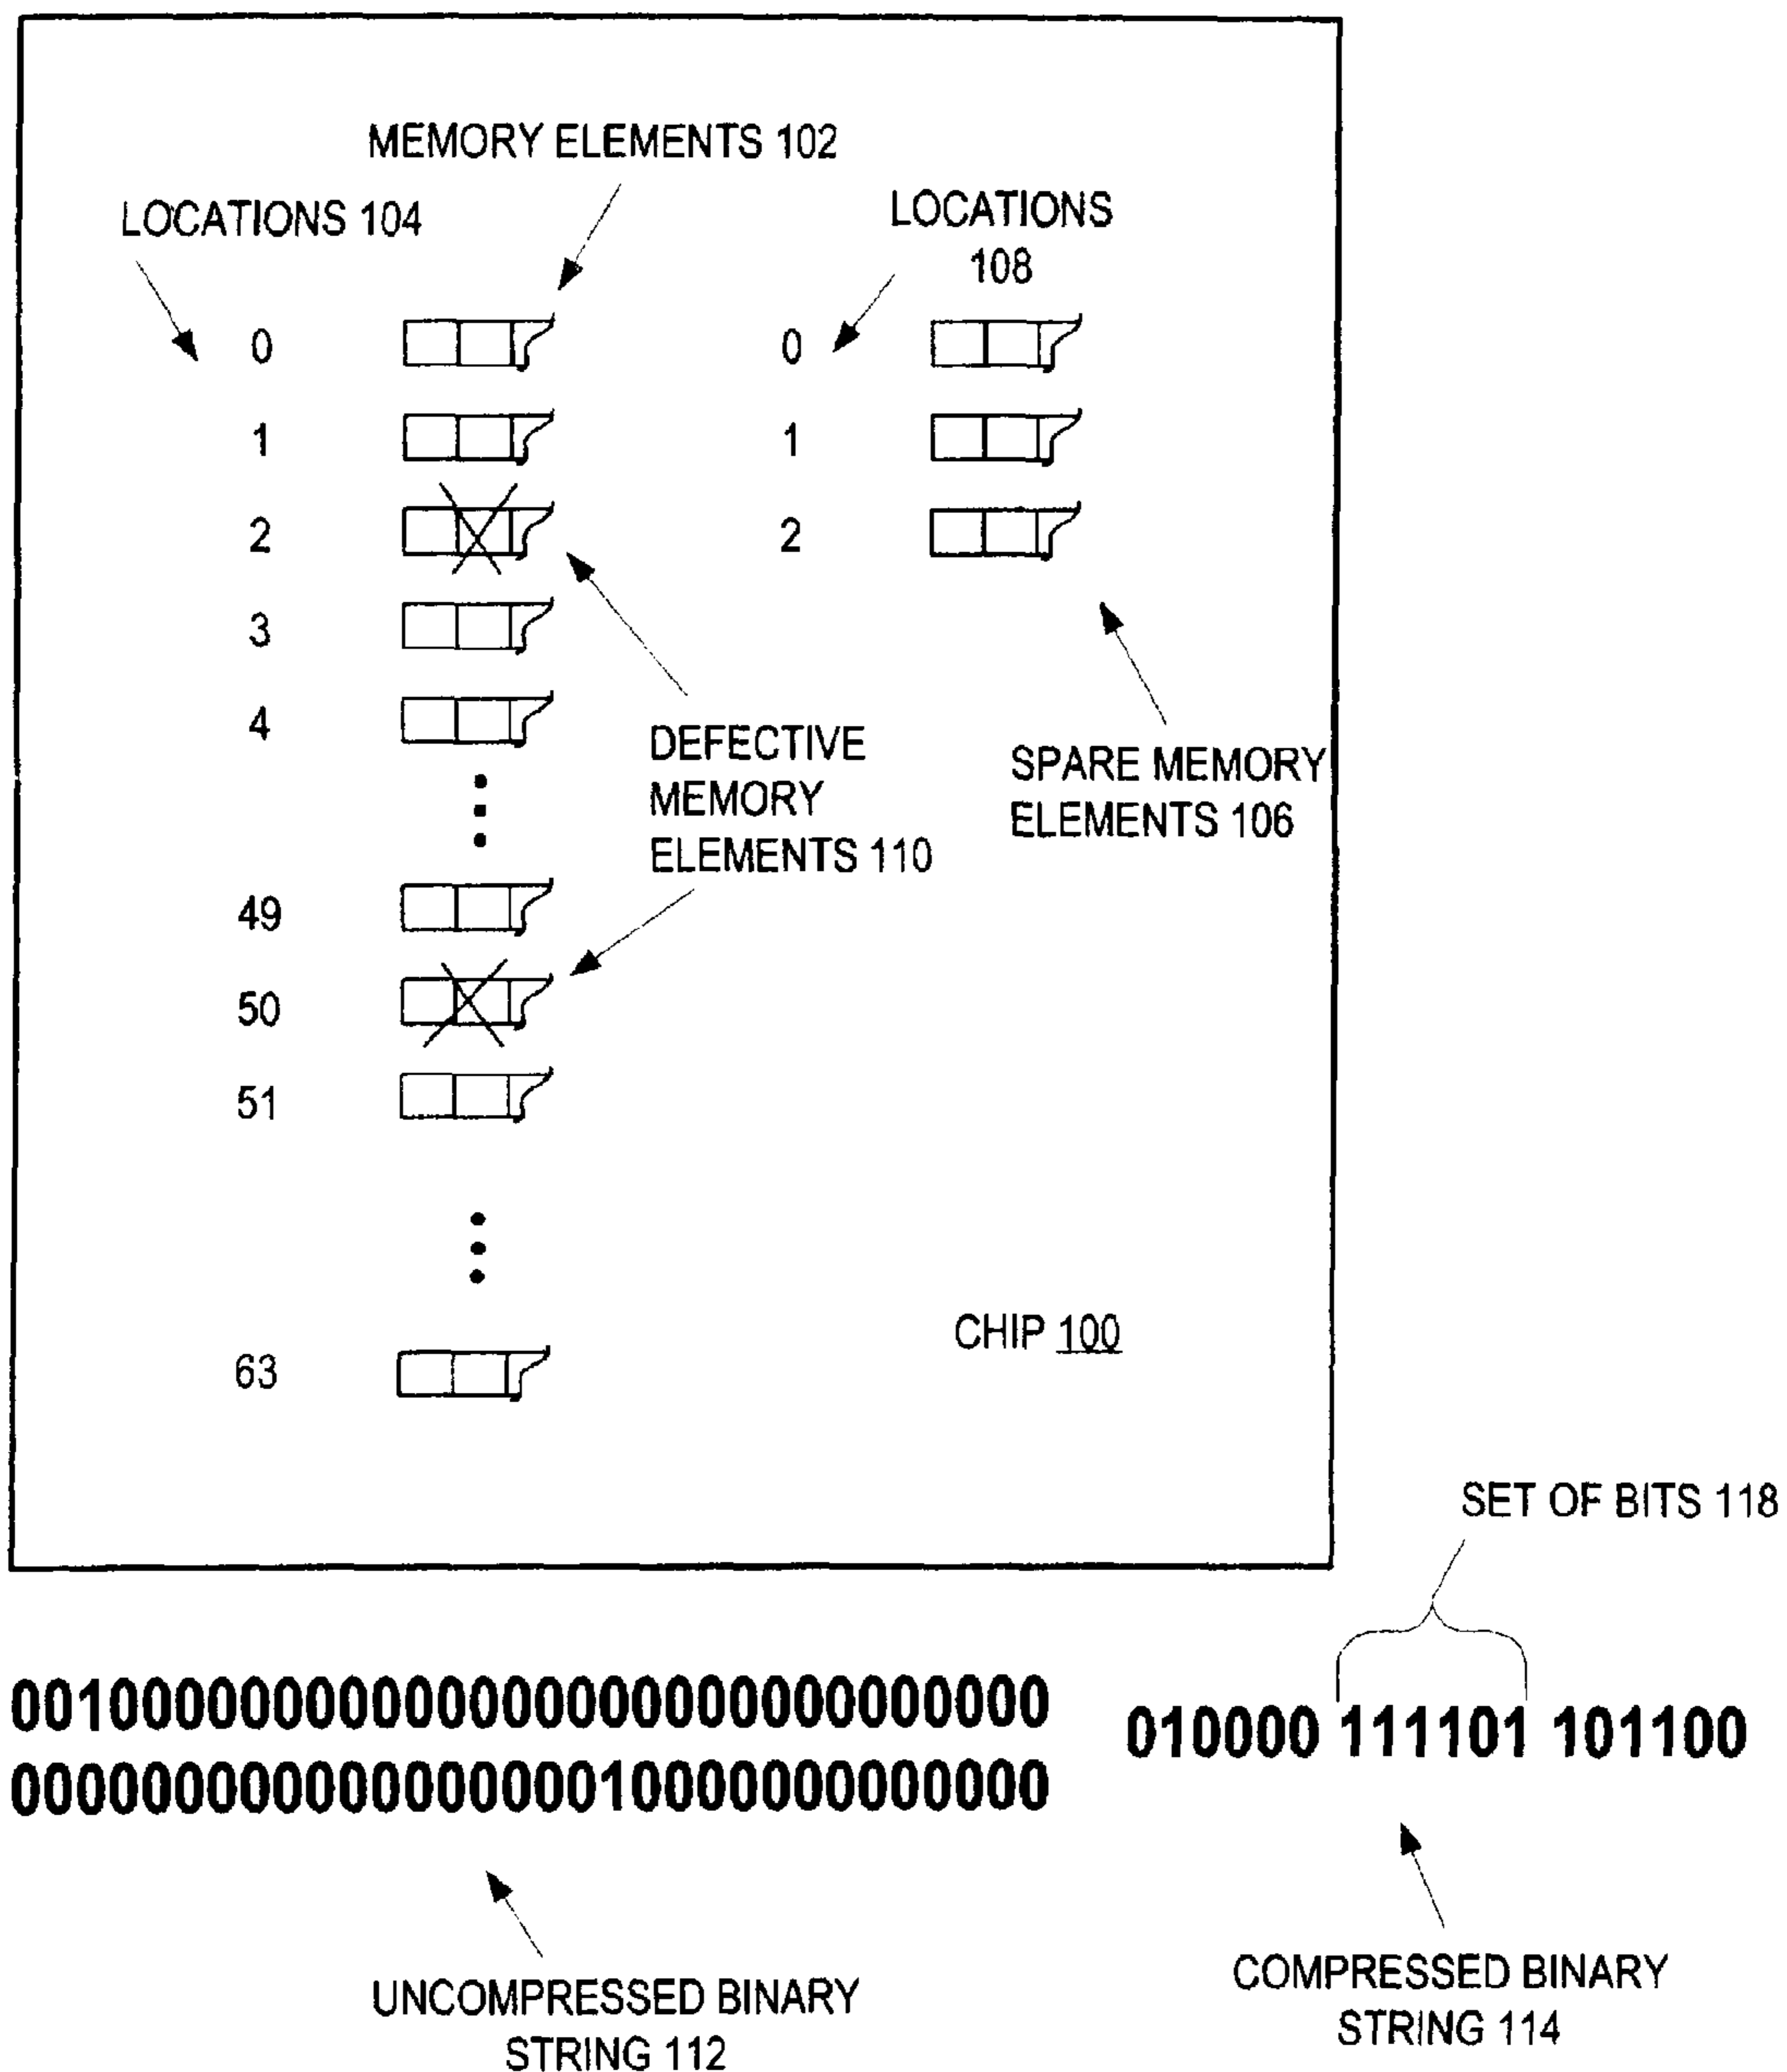 MEMORY ELEMENTS 102
LOCATIONS 104
LOCATIONS
108
0
0
1
1
2
2
3
4
DEFECTIVE
MEMORY
ELEMENTS 110
SPARE MEMORY
ELEMENTS 106
49
50
51
63
CHIP 100
SET OF BITS 118
00100000000000000000000000000000
00000000000000000010000000000000
010000 111101 101100
UNCOMPRESSED BINARY
STRING 112
COMPRESSED BINARY
STRING 114